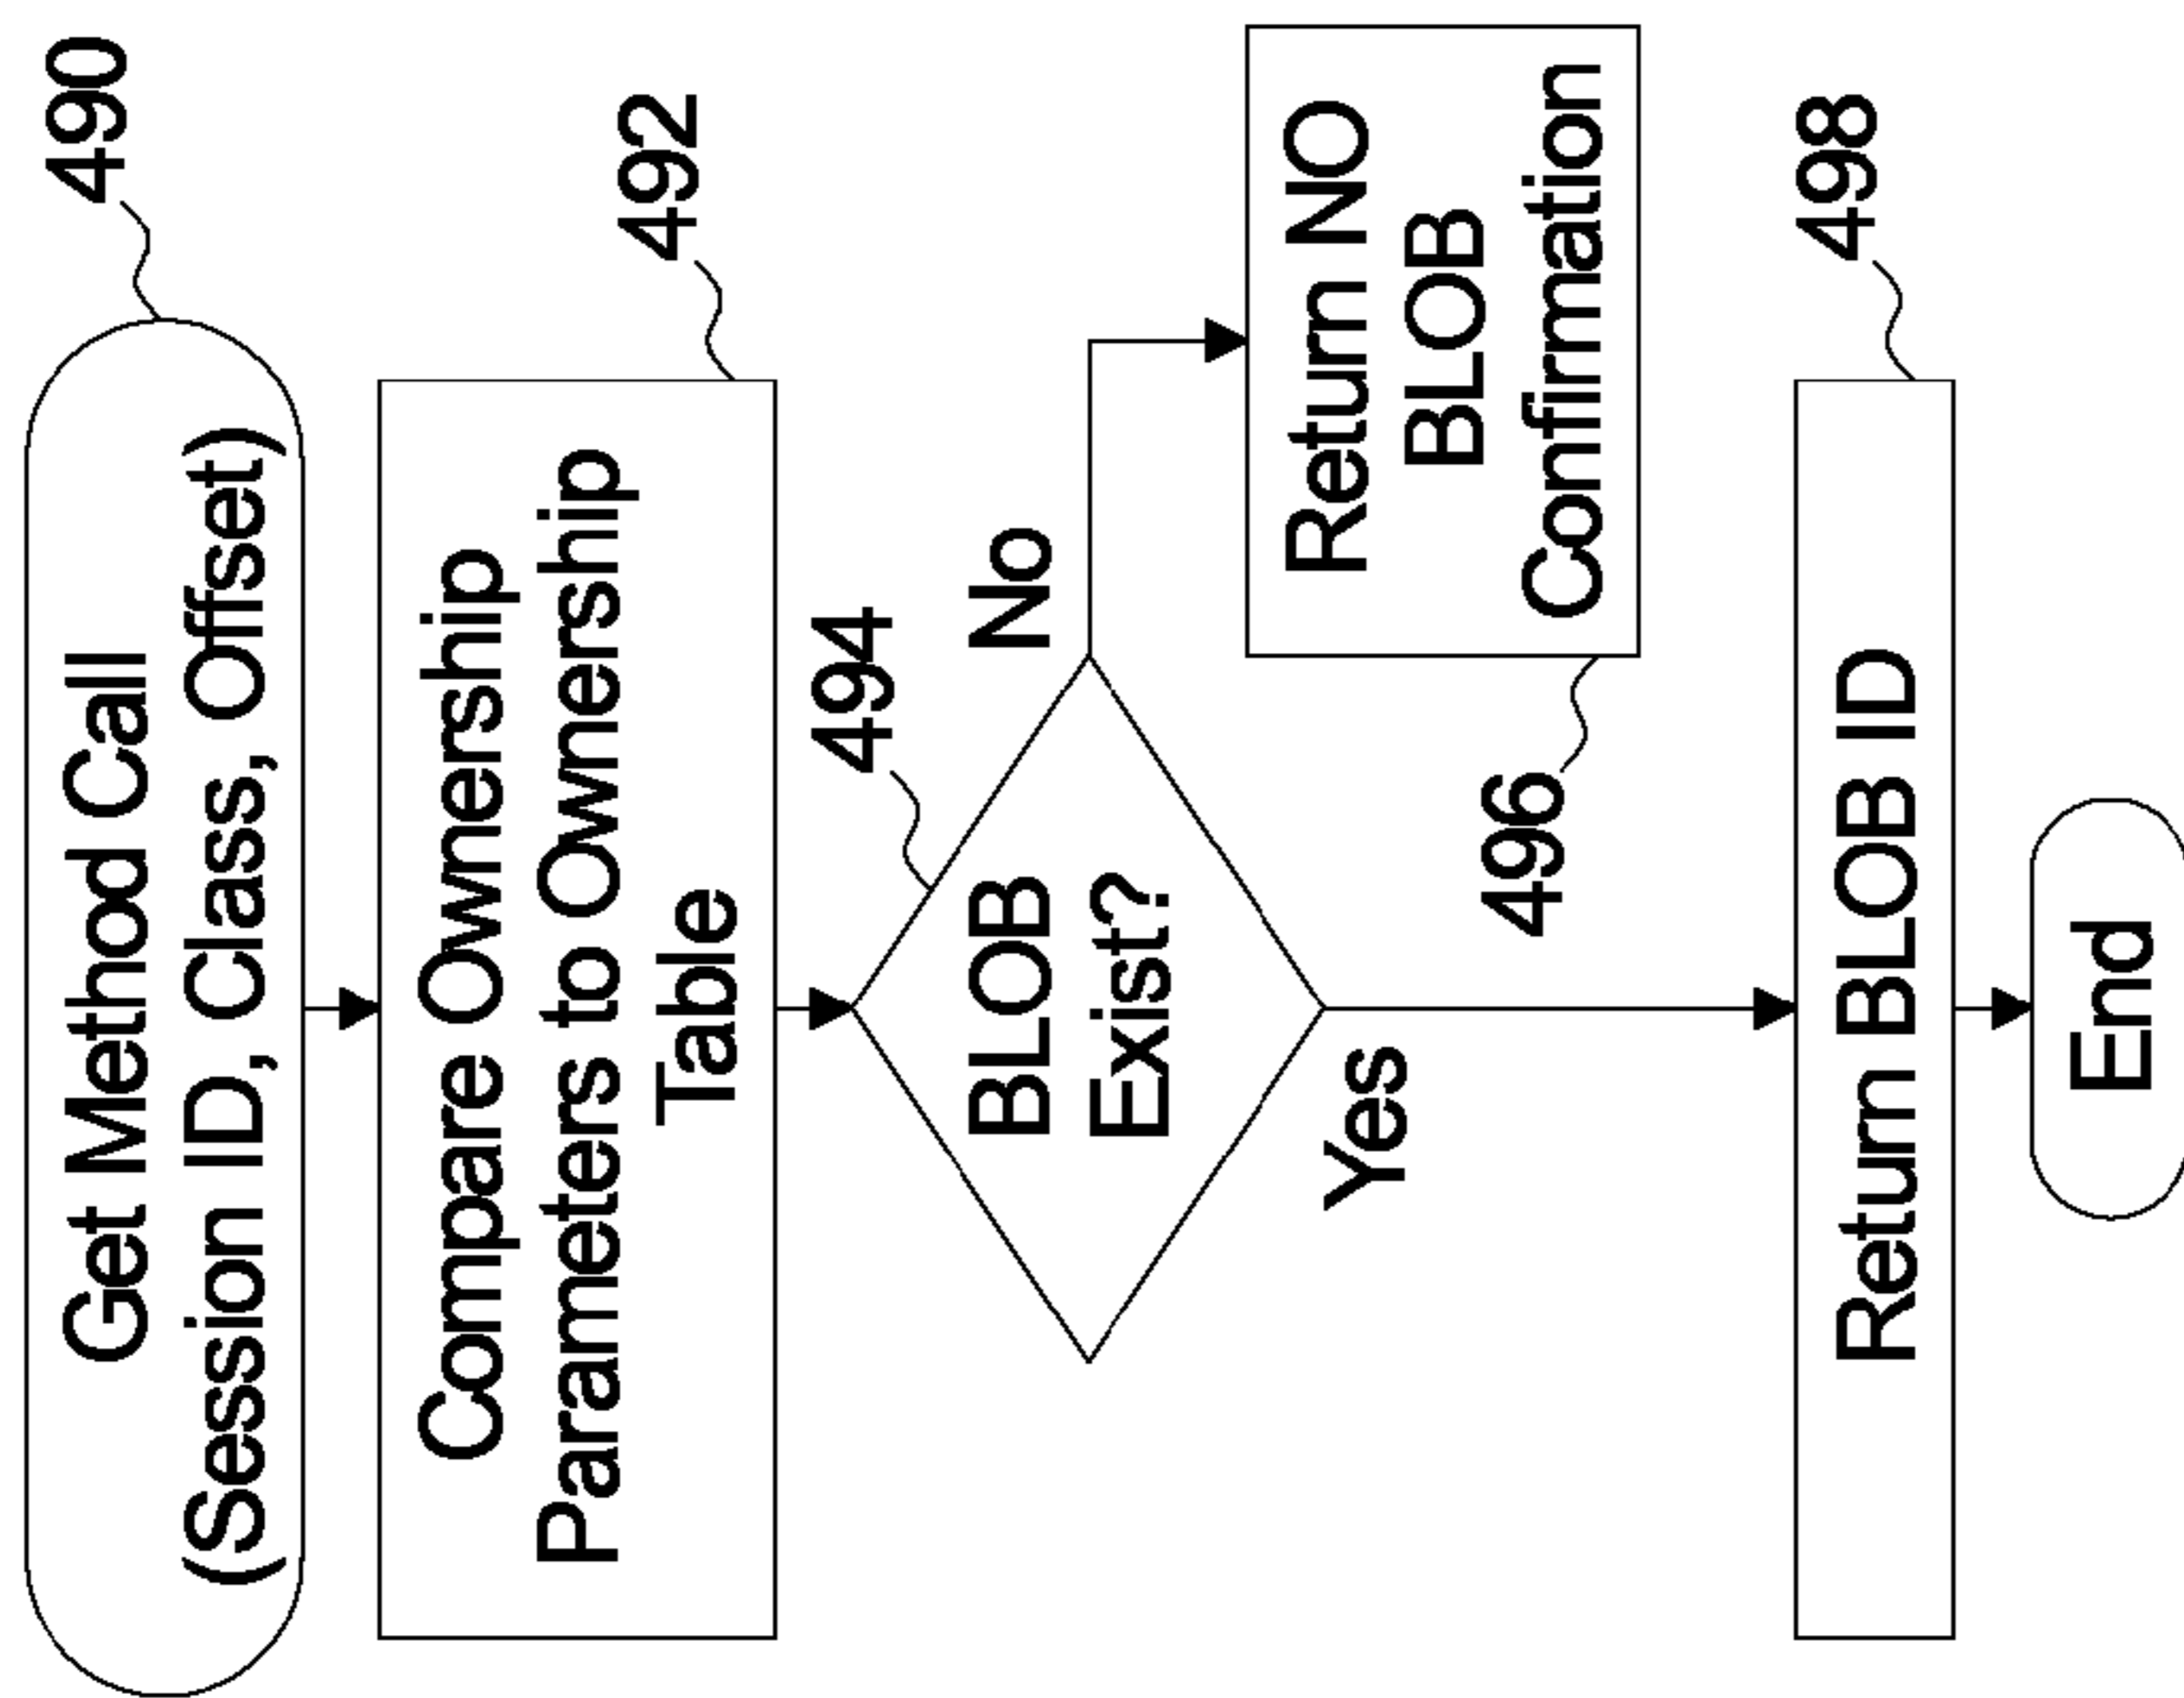 Get Method Call
(Session ID, Class, Offset)
490
Compare Ownership
Parameters to Ownership
Table
492
494
BLOB
Exist?
No
Return NO
BLOB
Confirmation
496
Yes
Return BLOB ID
498
End